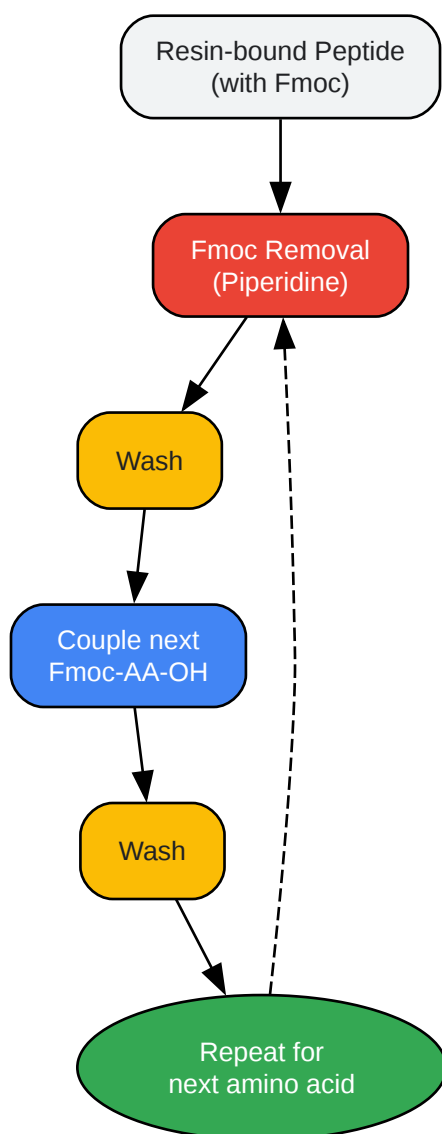 Resin-bound Peptide
(with Fmoc)
Fmoc Removal
(Piperidine)
Wash
Couple next
Fmoc-AA-OH
Wash
Repeat for
next amino acid